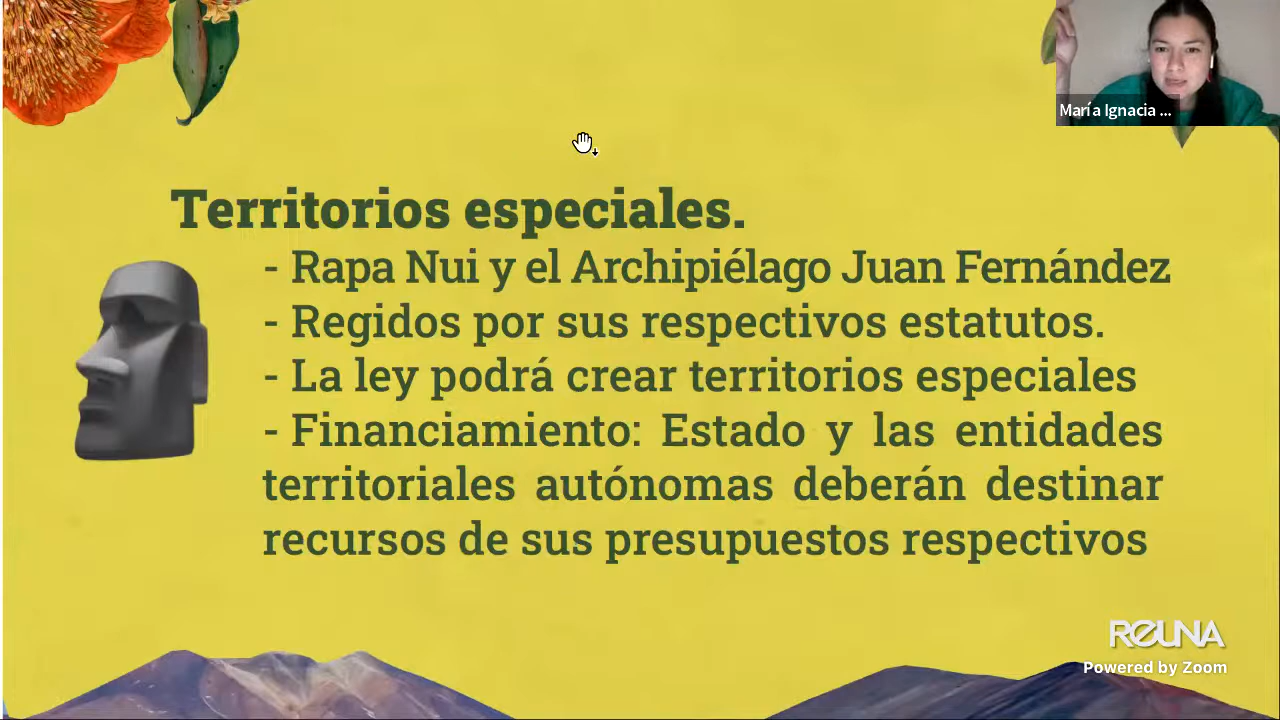 María Ignacia ...
Territorios especiales.
- Rapa Nui y el Archipiélago Juan Fernández
- Regidos por sus respectivos estatutos.
- La ley podrá crear territorios especiales
- Financiamiento: Estado y las entidades
territoriales autónomas deberán destinar
recursos de sus presupuestos respectivos
REUNA
Powered by Zoom